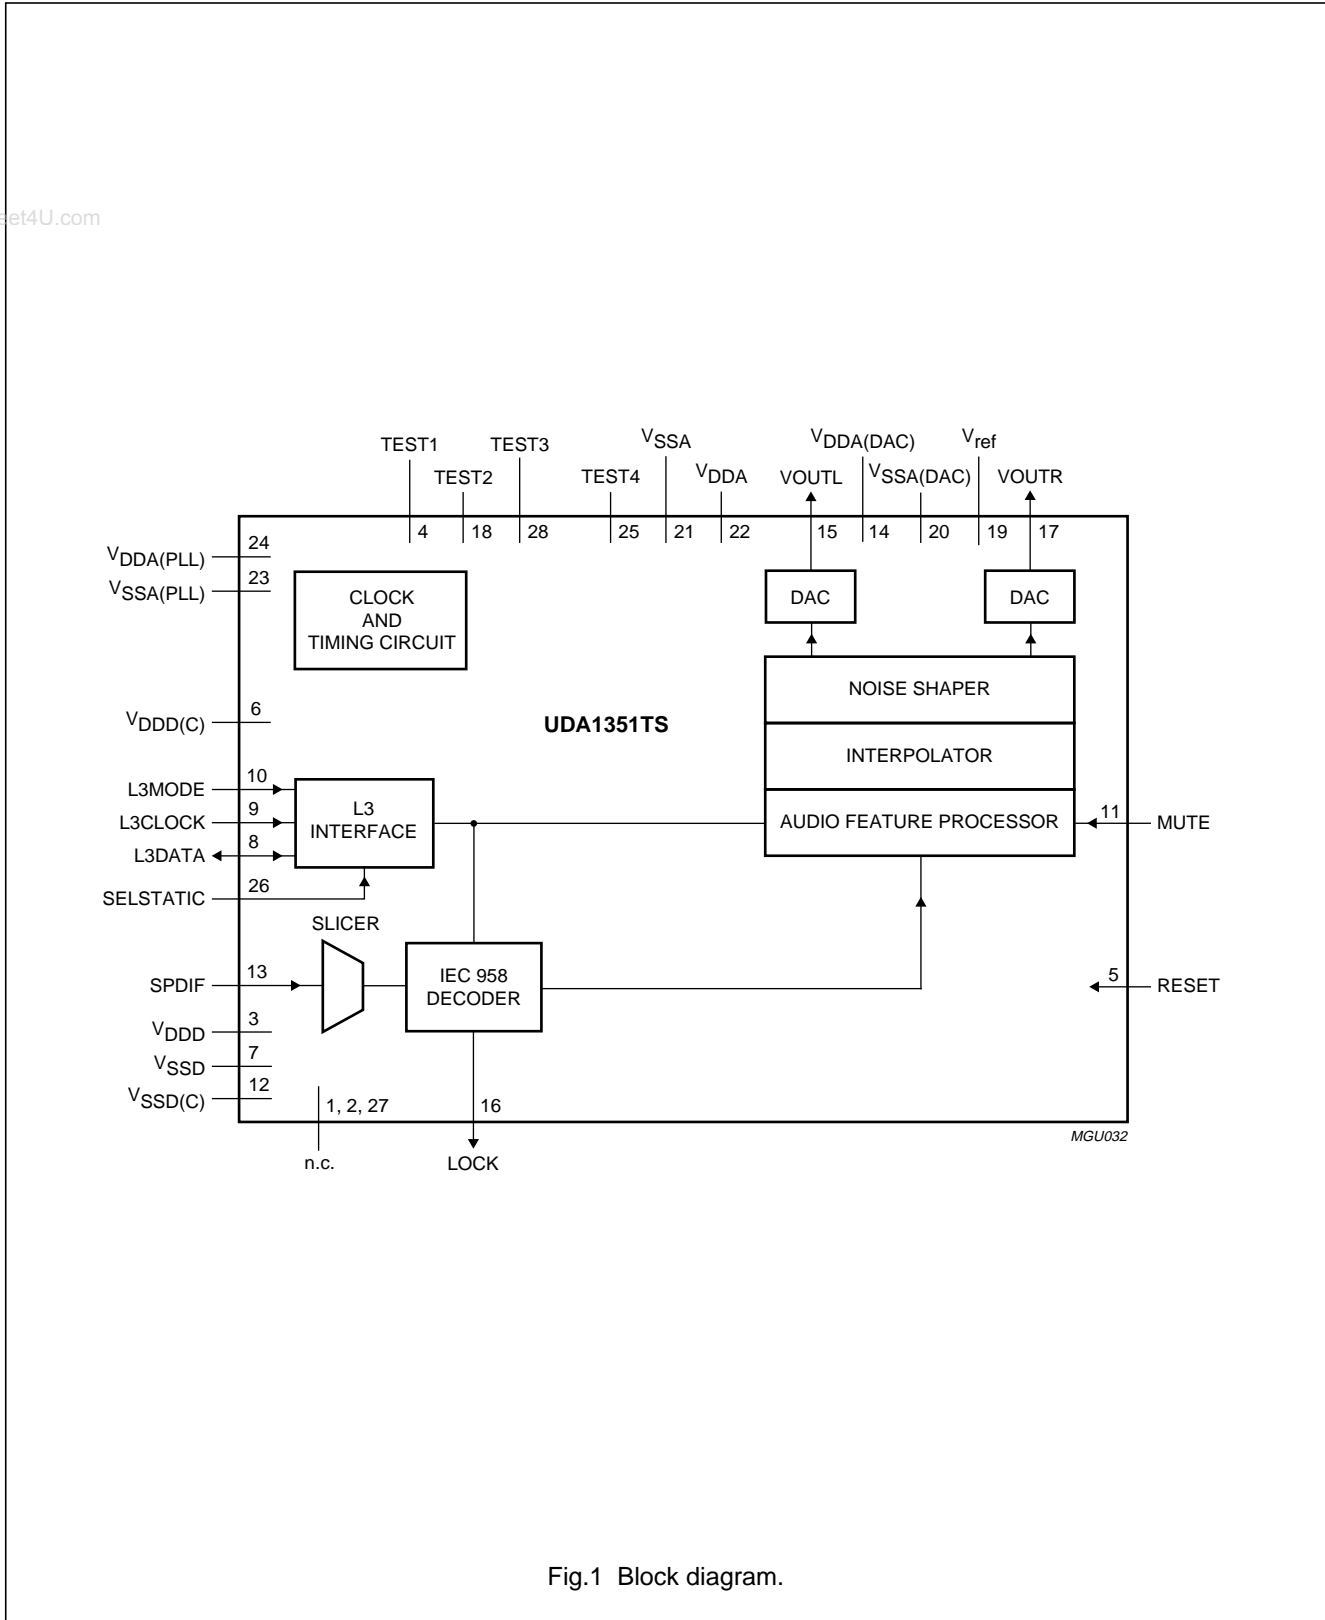 eet4U.com
TEST1
TEST2
TEST3
TEST4
VSSA
VDDA
VOUTL
VDDA(DAC)
VSSA(DAC)
Vref
VOUTR
4
18
28
25
21
22
15
14
20
19
17
VDDA(PLL)
24
VSSA(PLL)
23
CLOCK
AND
TIMING CIRCUIT
DAC
DAC
NOISE SHAPER
VDDD(C)
6
UDA1351TS
INTERPOLATOR
L3MODE
10
L3CLOCK
9
L3DATA
8
L3
INTERFACE
AUDIO FEATURE PROCESSOR
11
MUTE
SELSTATIC
26
SLICER
SPDIF
13
IEC 958
DECODER
5
RESET
VDDD
3
VSSD
7
VSSD(C)
12
1, 2, 27
16
n.c.
LOCK
MGU032
Fig.1 Block diagram.